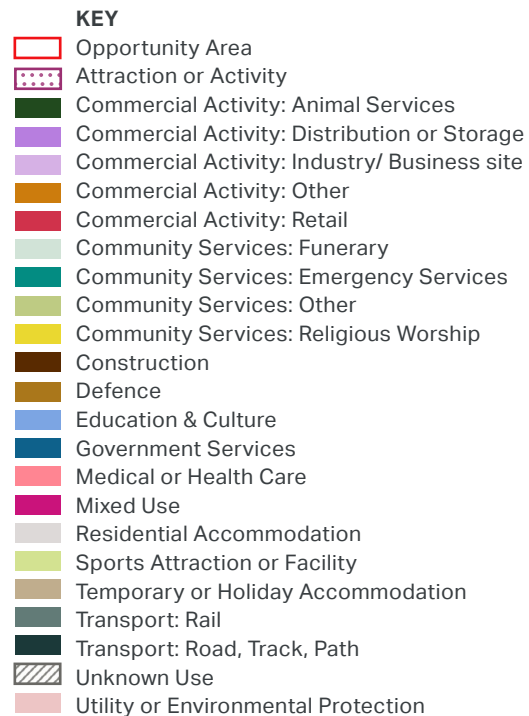 KEY
Opportunity Area
Attraction or Activity
Commercial Activity: Animal Services
Commercial Activity: Distribution or Storage
Commercial Activity: Industry/ Business site
Commercial Activity: Other
Commercial Activity: Retail
Community Services: Funerary
Community Services: Emergency Services
Community Services: Other
Community Services: Religious Worship
Construction
Defence
Education & Culture
Government Services
Medical or Health Care
Mixed Use
Residential Accommodation
Sports Attraction or Facility
Temporary or Holiday Accommodation
Transport: Rail
Transport: Road, Track, Path
Unknown Use
Utility or Environmental Protection